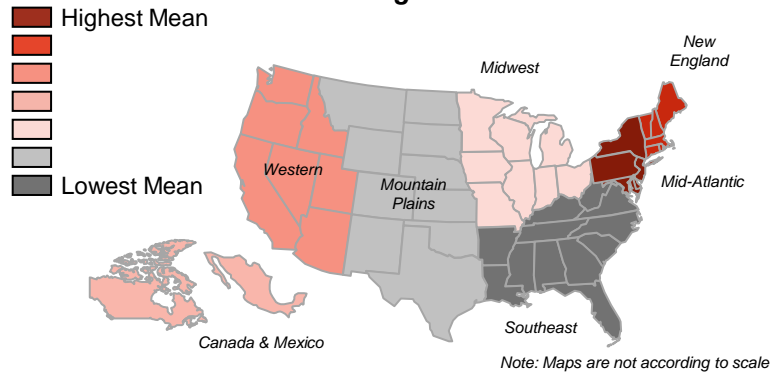 Highest Mean
New
England
Midwest
Western
Mountain
Plains
Lowest Mean
Mid-Atlantic
Southeast
Canada & Mexico
Note: Maps are not according to scale